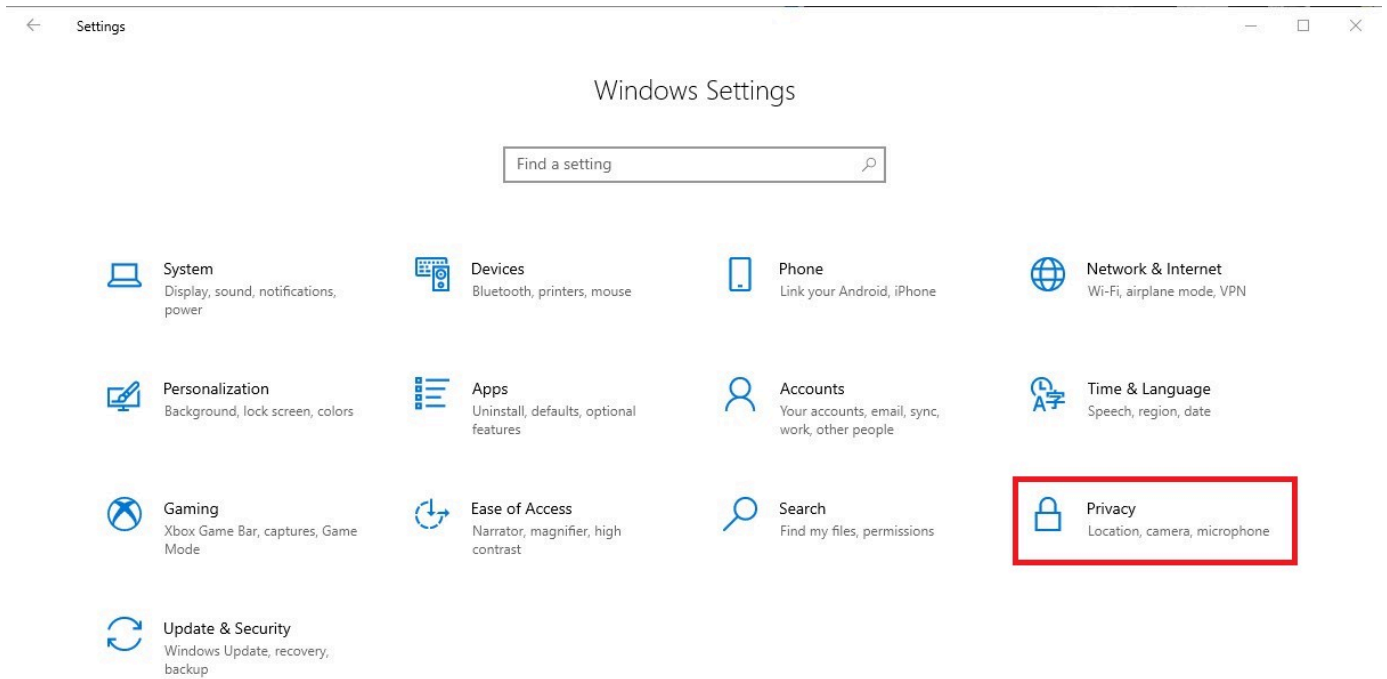 Settings
Windows Settings
Find a setting
System
Display, sound, notifications,
power
Devices
Bluetooth, printers, mouse
Phone
Link your Android, iPhone
Network & Internet
Wi-Fi, airplane mode, VPN
Personalization
Background, lock screen, colors
Apps
Uninstall, defaults, optional
features
Accounts
Your accounts, email, sync,
work, other people
Time & Language
Speech, region, date
Gaming
Xbox Game Bar, captures, Game
Mode
Ease of Access
Narrator, magnifier, high
contrast
Search
Find my files, permissions
Privacy
Location, camera, microphone
Update & Security
Windows Update, recovery,
backup